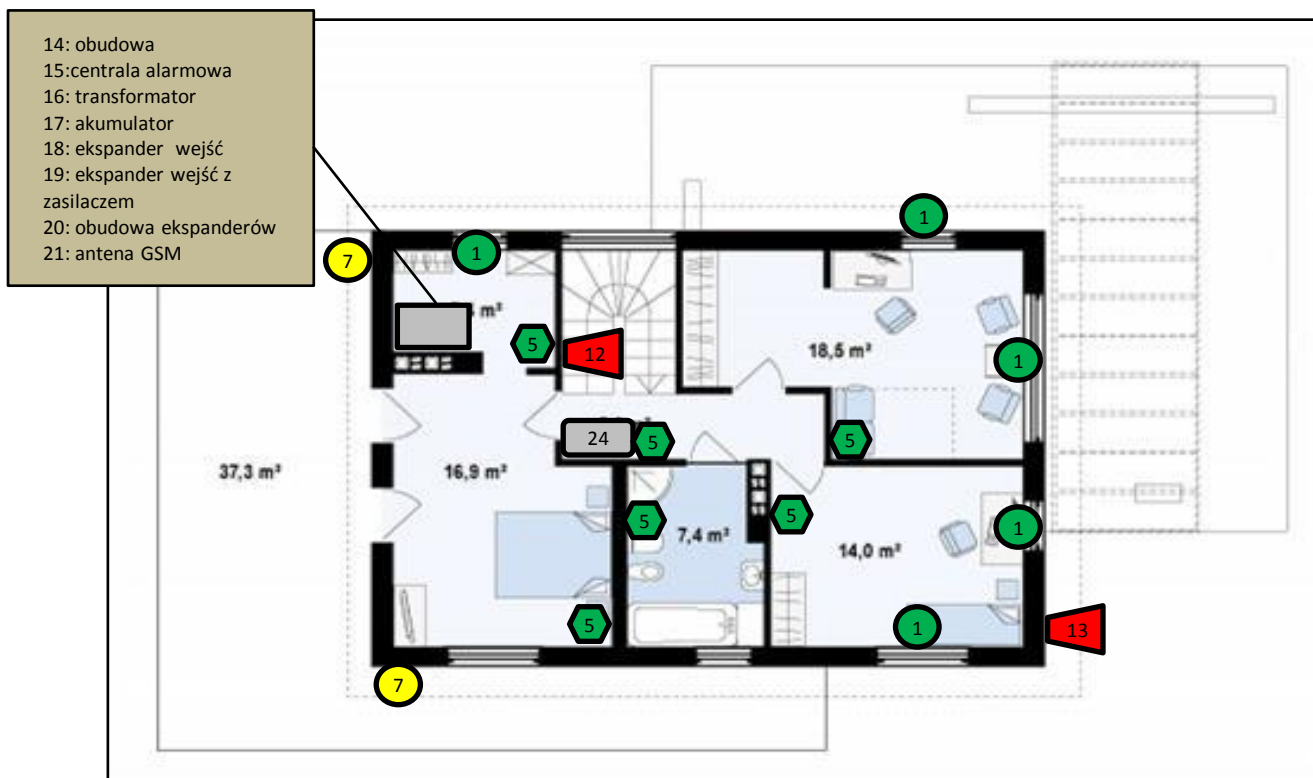 14: obudowa
15:centrala alarmowa
16: transformator
17: akumulator
18: ekspander wejść
19: ekspander wejść z
zasilaczem
20: obudowa ekspanderów
21: antena GSM
1
7
1
m²
5
12
18,5 m²
1
24
5
5
m²
37,3 m²
16,9 m²
5
7,4 m²
5
14,0 m²
1
5
1
13
7